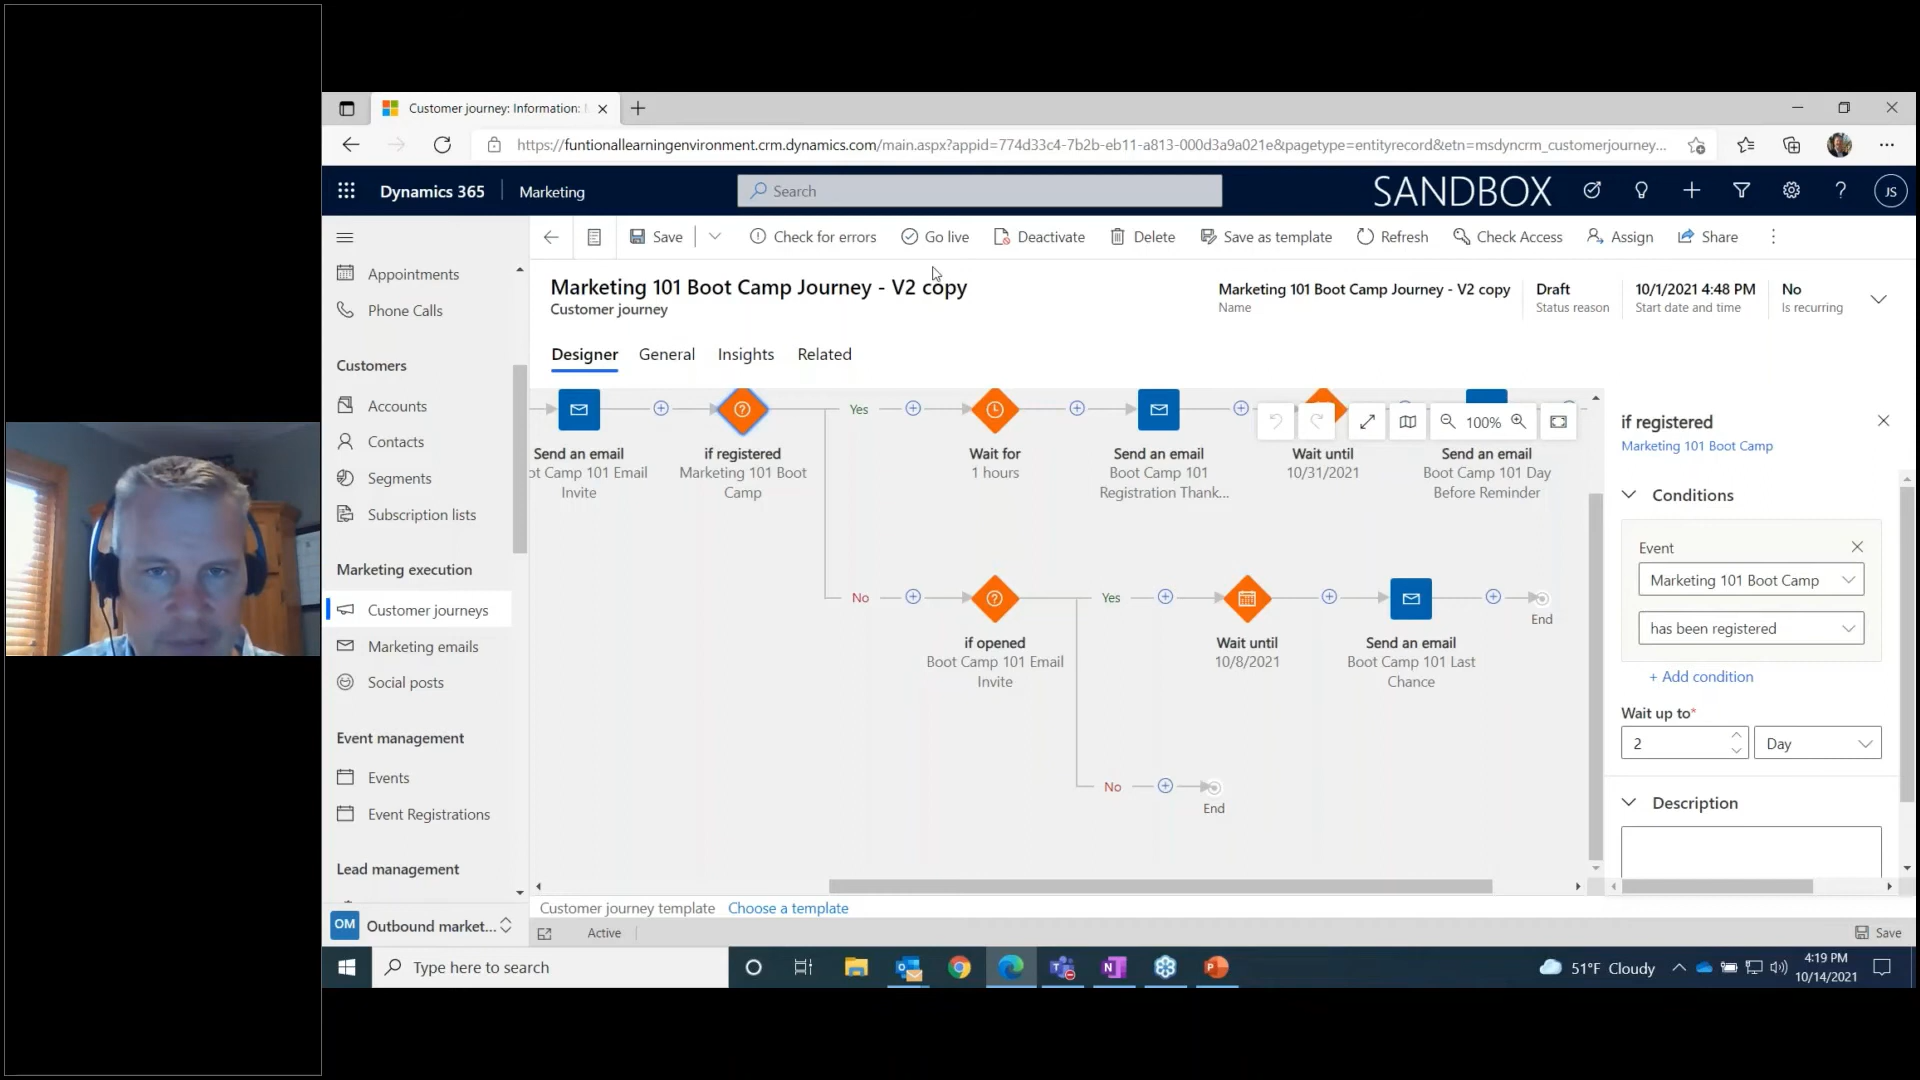 Customer journey: Information:
https://funtionallearningenvironment.crm.dynamics.com/main.aspx?appid=774d33c4-7b2b-eb11-a813-000d3a9a021e&pagetype=entityrecord&etn=msdyncrm_customerjourney...
Dynamics 365
Marketing
Search
SANDBOX
JS
Save
Check for errors
Go live
Deactivate
Delete
Save as template
Refresh
Check Access
Assign
Share
Appointments
Phone Calls
Customers
Accounts
Contacts
Segments
Subscription lists
Marketing execution
Customer journeys
Marketing emails
Social posts
Event management
Events
Event Registrations
Lead management
OM
Outbound market...
Marketing 101 Boot Camp Journey - V2 copy
Customer journey
Marketing 101 Boot Camp Journey - V2 copy
Name
Draft
Status reason
10/1/2021 4:48 PM
Start date and time
No
Is recurring
Designer
General
Insights
Related
100%
Send an email
ot Camp 101 Email
Invite
if registered
Marketing 101 Boot
Camp
Yes
Wait for
1 hours
Send an email
Boot Camp 101
Registration Thank...
Wait until
10/31/2021
Send an email
Boot Camp 101 Day
Before Reminder
No
if opened
Boot Camp 101 Email
Invite
Yes
Wait until
10/8/2021
Send an email
Boot Camp 101 Last
Chance
End
No
End
if registered
Marketing 101 Boot Camp
Conditions
Event
Marketing 101 Boot Camp
has been registered
+ Add condition
Wait up to*
2
Day
Description
Customer journey template
Choose a template
Active
Save
Type here to search
51°F Cloudy
4:19 PM
10/14/2021